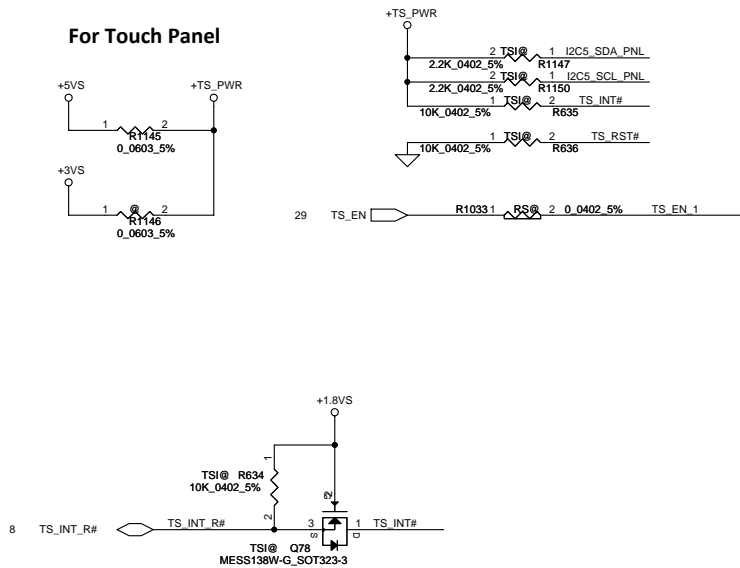 For Touch Panel
+5VS
+TS_PWR
1 2
R1145
0_0603_5%
+3VS
1 @ 2
R1146
0_0603_5%
+TS_PWR
2 TSI@ 1 I2C5_SDA_PNL
2.2K_0402_5% R1147
2 TSI@ 1 I2C5_SCL_PNL
2.2K_0402_5% R1150
1 TSI@ 2 TS_INT#
10K_0402_5% R635
1 TSI@ 2 TS_RST#
10K_0402_5% R636
29 TS_EN R1033 1 RS@ 2 0_0402_5% TS_EN_1
+1.8VS
1
TSI@ R634
10K_0402_5%
2
G
2
8 TS_INT_R# TS_INT_R# 3 1 TS_INT#
S D
TSI@ Q78
MESS138W-G_SOT323-3